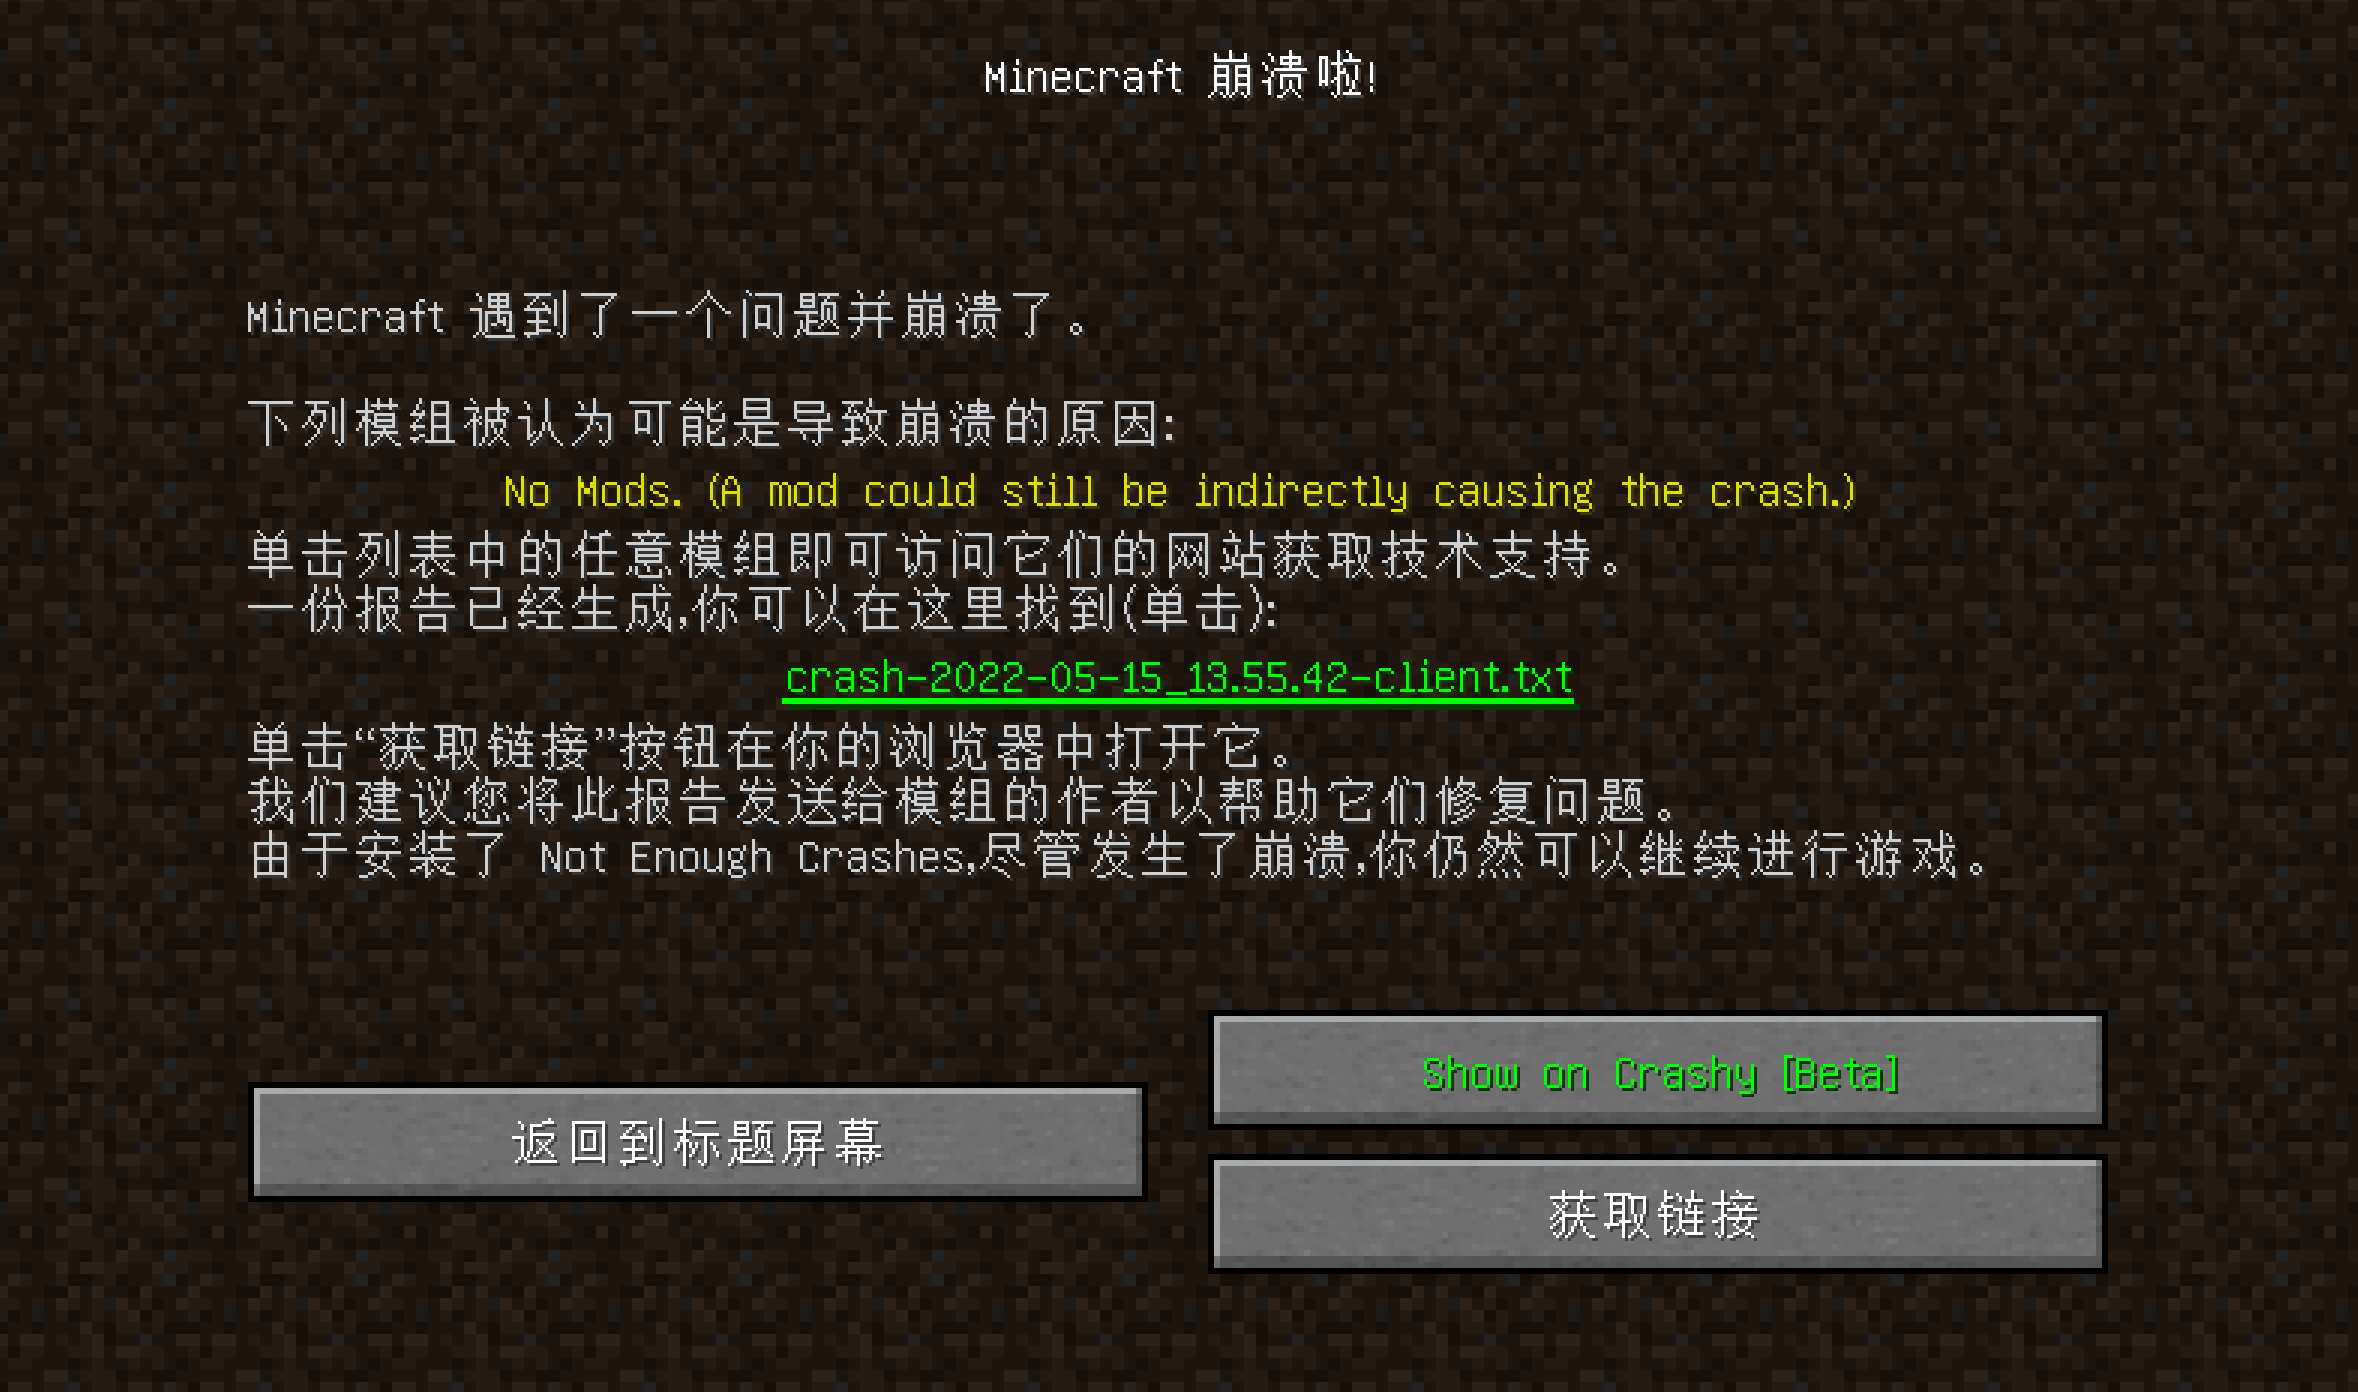 Minecraft 崩溃啦!
Minecraft 遇到了一个问题并崩溃了。
下列模组被认为可能是导致崩溃的原因:
No Mods. (A mod could still be indirectly causing the crash.)
单击列表中的任意模组即可访问它们的网站获取技术支持。
一份报告已经生成,你可以在这里找到(单击):
crash-2022-05-15_13.55.42-client.txt
单击“获取链接”按钮在你的浏览器中打开它。
我们建议您将此报告发送给模组的作者以帮助它们修复问题。
由于安装了 Not Enough Crashes,尽管发生了崩溃,你仍然可以继续进行游戏。
Show on Crashy [Beta]
返回到标题屏幕
获取链接